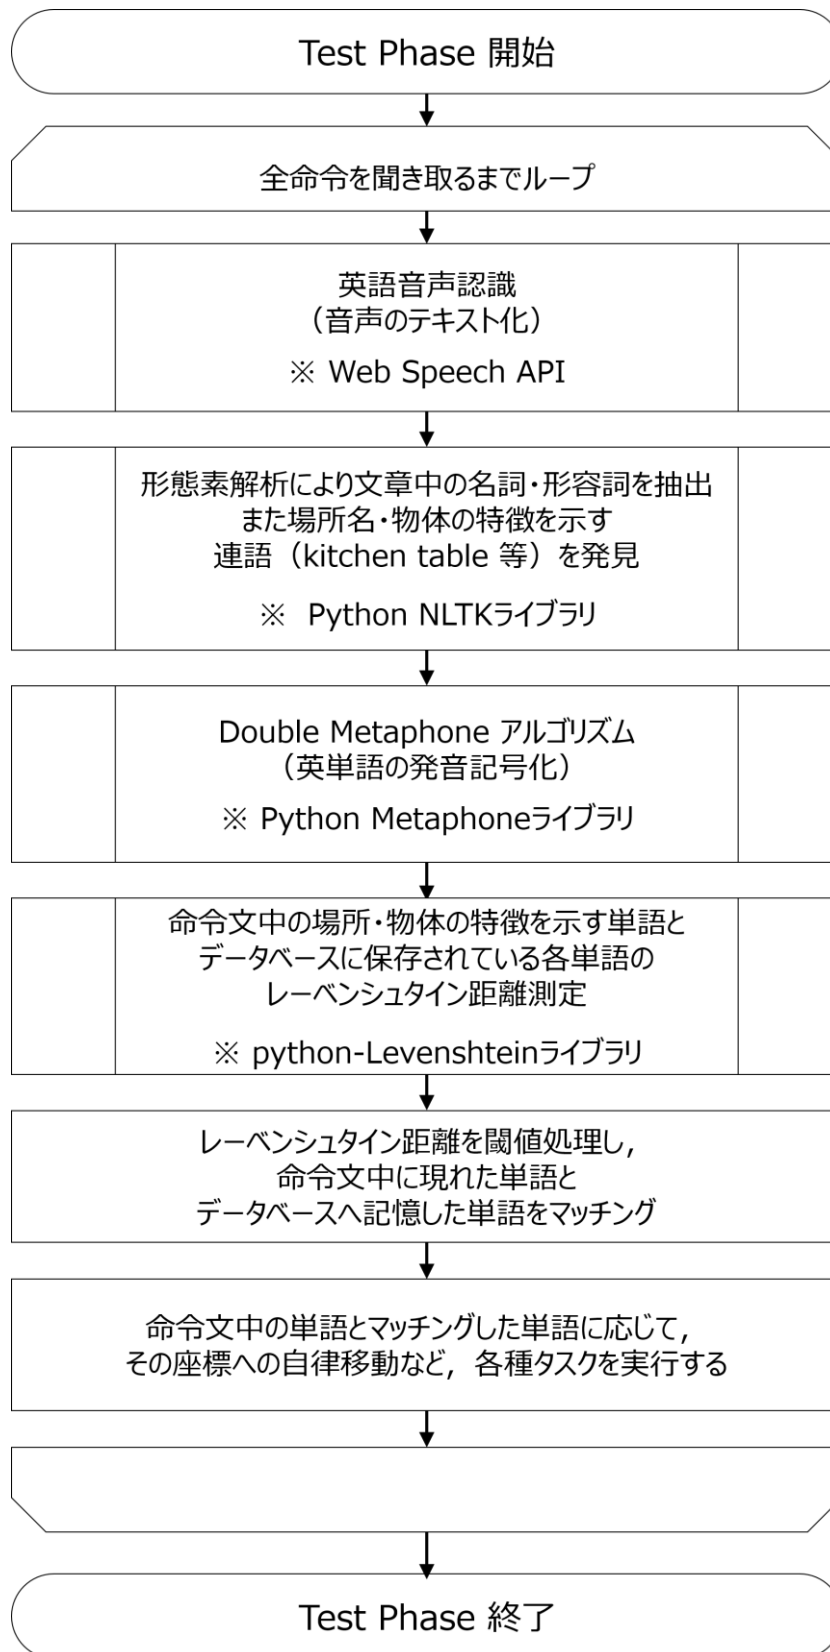 Test Phase 開始
全命令を聞き取るまでループ
英語音声認識
（音声のテキスト化）
※ Web Speech API
形態素解析により文章中の名詞・形容詞を抽出
また場所名・物体の特徴を示す
連語（kitchen table 等）を発見
※ Python NLTKライブラリ
Double Metaphone アルゴリズム
（英単語の発音記号化）
※ Python Metaphoneライブラリ
命令文中の場所・物体の特徴を示す単語と
データベースに保存されている各単語の
レーベンシュタイン距離測定
※ python-Levenshteinライブラリ
レーベンシュタイン距離を閾値処理し，
命令文中に現れた単語と
データベースへ記憶した単語をマッチング
命令文中の単語とマッチングした単語に応じて，
その座標への自律移動など，各種タスクを実行する
Test Phase 終了